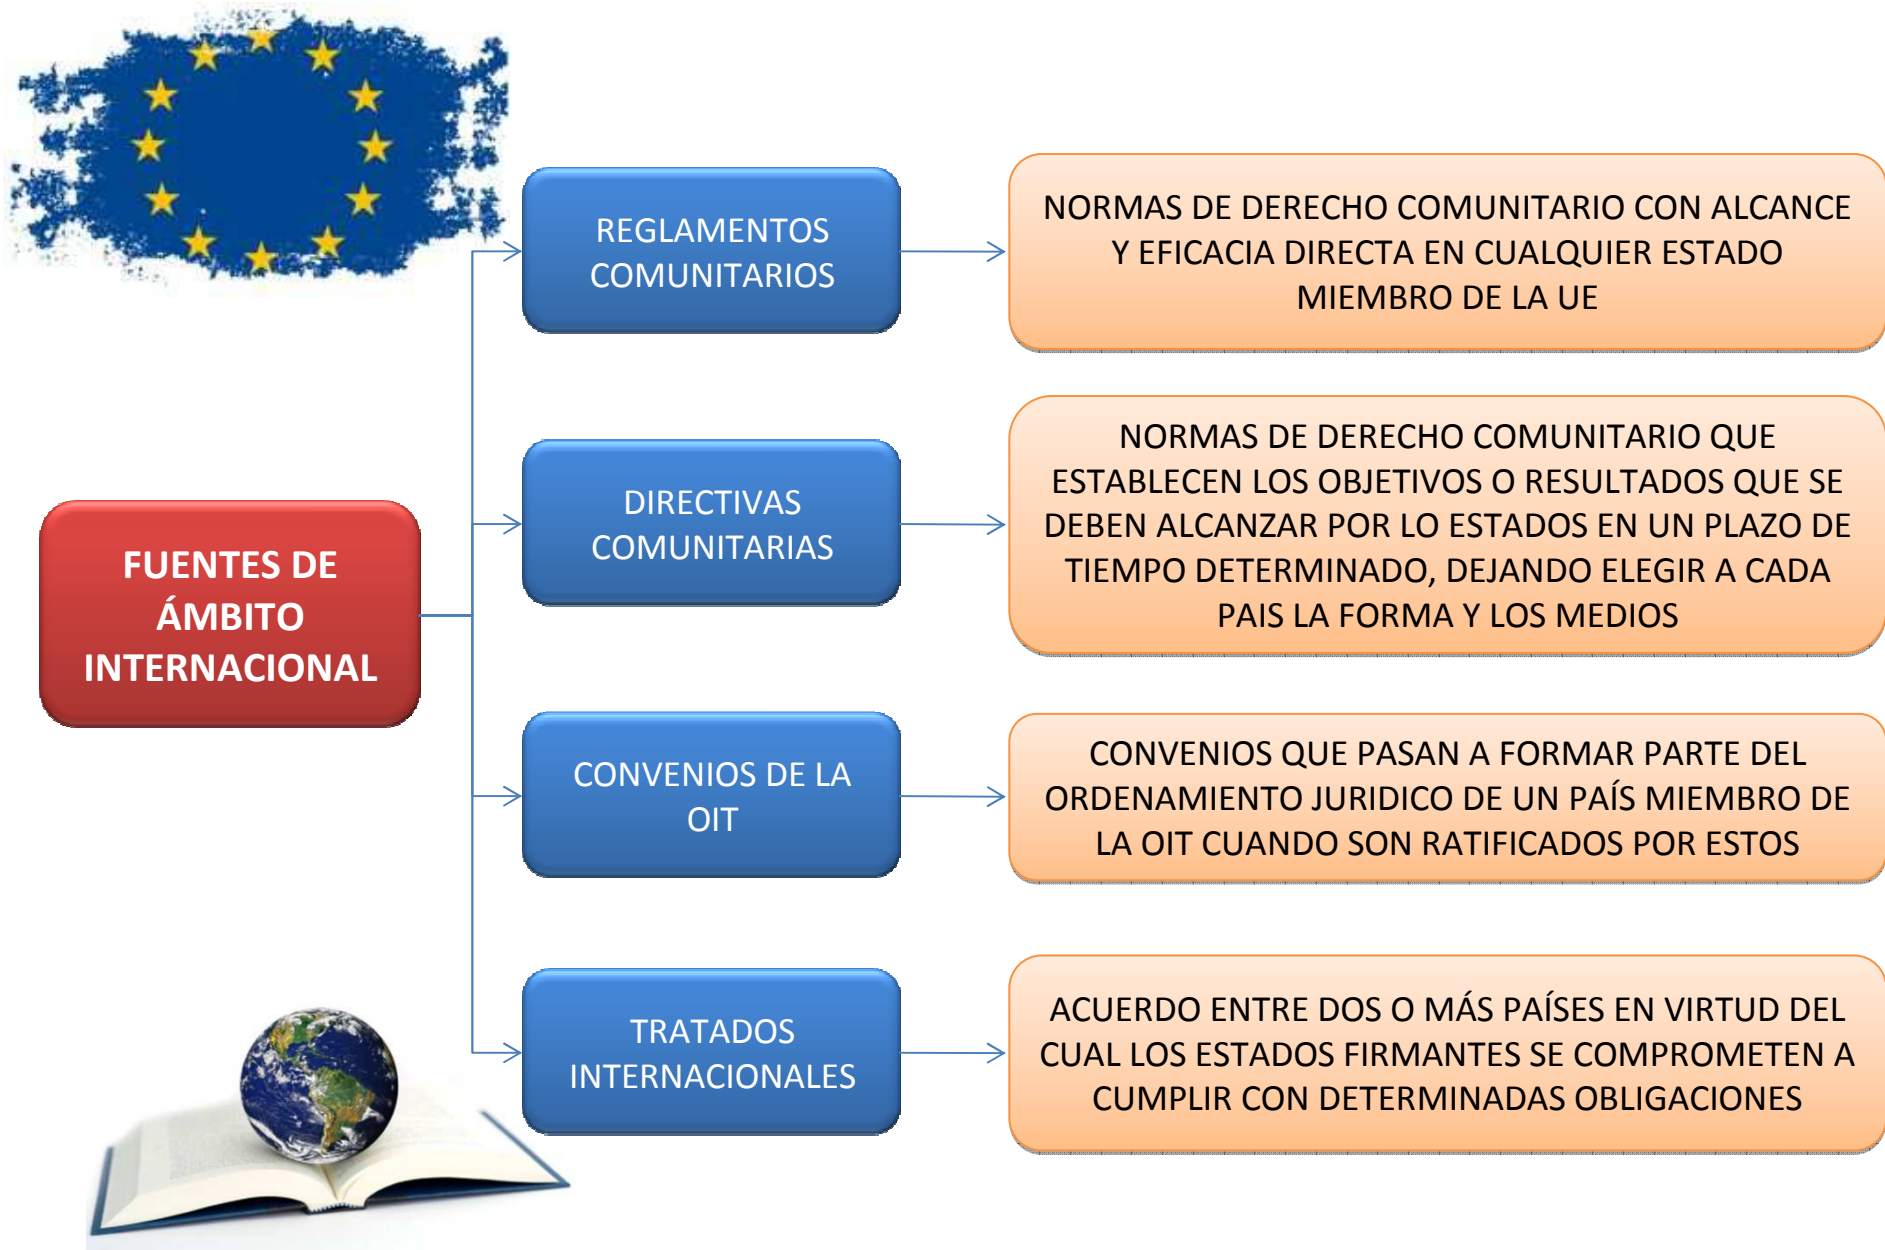 REGLAMENTOS
COMUNITARIOS
NORMAS DE DERECHO COMUNITARIO CON ALCANCE
Y EFICACIA DIRECTA EN CUALQUIER ESTADO
MIEMBRO DE LA UE
FUENTES DE
ÁMBITO
INTERNACIONAL
DIRECTIVAS
COMUNITARIAS
NORMAS DE DERECHO COMUNITARIO QUE
ESTABLECEN LOS OBJETIVOS O RESULTADOS QUE SE
DEBEN ALCANZAR POR LO ESTADOS EN UN PLAZO DE
TIEMPO DETERMINADO, DEJANDO ELEGIR A CADA
PAIS LA FORMA Y LOS MEDIOS
CONVENIOS DE LA
OIT
CONVENIOS QUE PASAN A FORMAR PARTE DEL
ORDENAMIENTO JURIDICO DE UN PAÍS MIEMBRO DE
LA OIT CUANDO SON RATIFICADOS POR ESTOS
TRATADOS
INTERNACIONALES
ACUERDO ENTRE DOS O MÁS PAÍSES EN VIRTUD DEL
CUAL LOS ESTADOS FIRMANTES SE COMPROMETEN A
CUMPLIR CON DETERMINADAS OBLIGACIONES